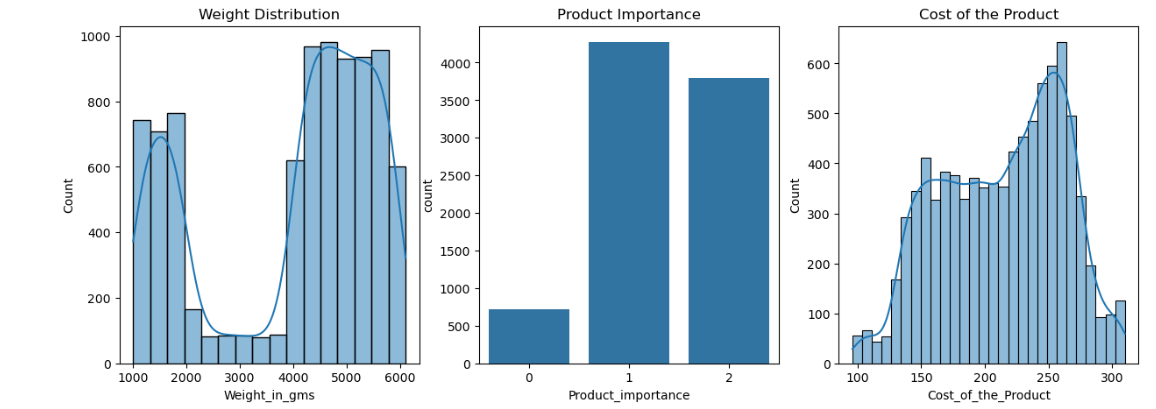 Weight Distribution
Count
1000
800
600
400
200
0
1000 2000 3000 4000 5000 6000
Weight_in_gms
Product Importance
count
4000
3500
3000
2500
2000
1500
1000
500
0
0 1 2
Product_importance
Cost of the Product
Count
600
500
400
300
200
100
0
100 150 200 250 300
Cost_of_the_Product